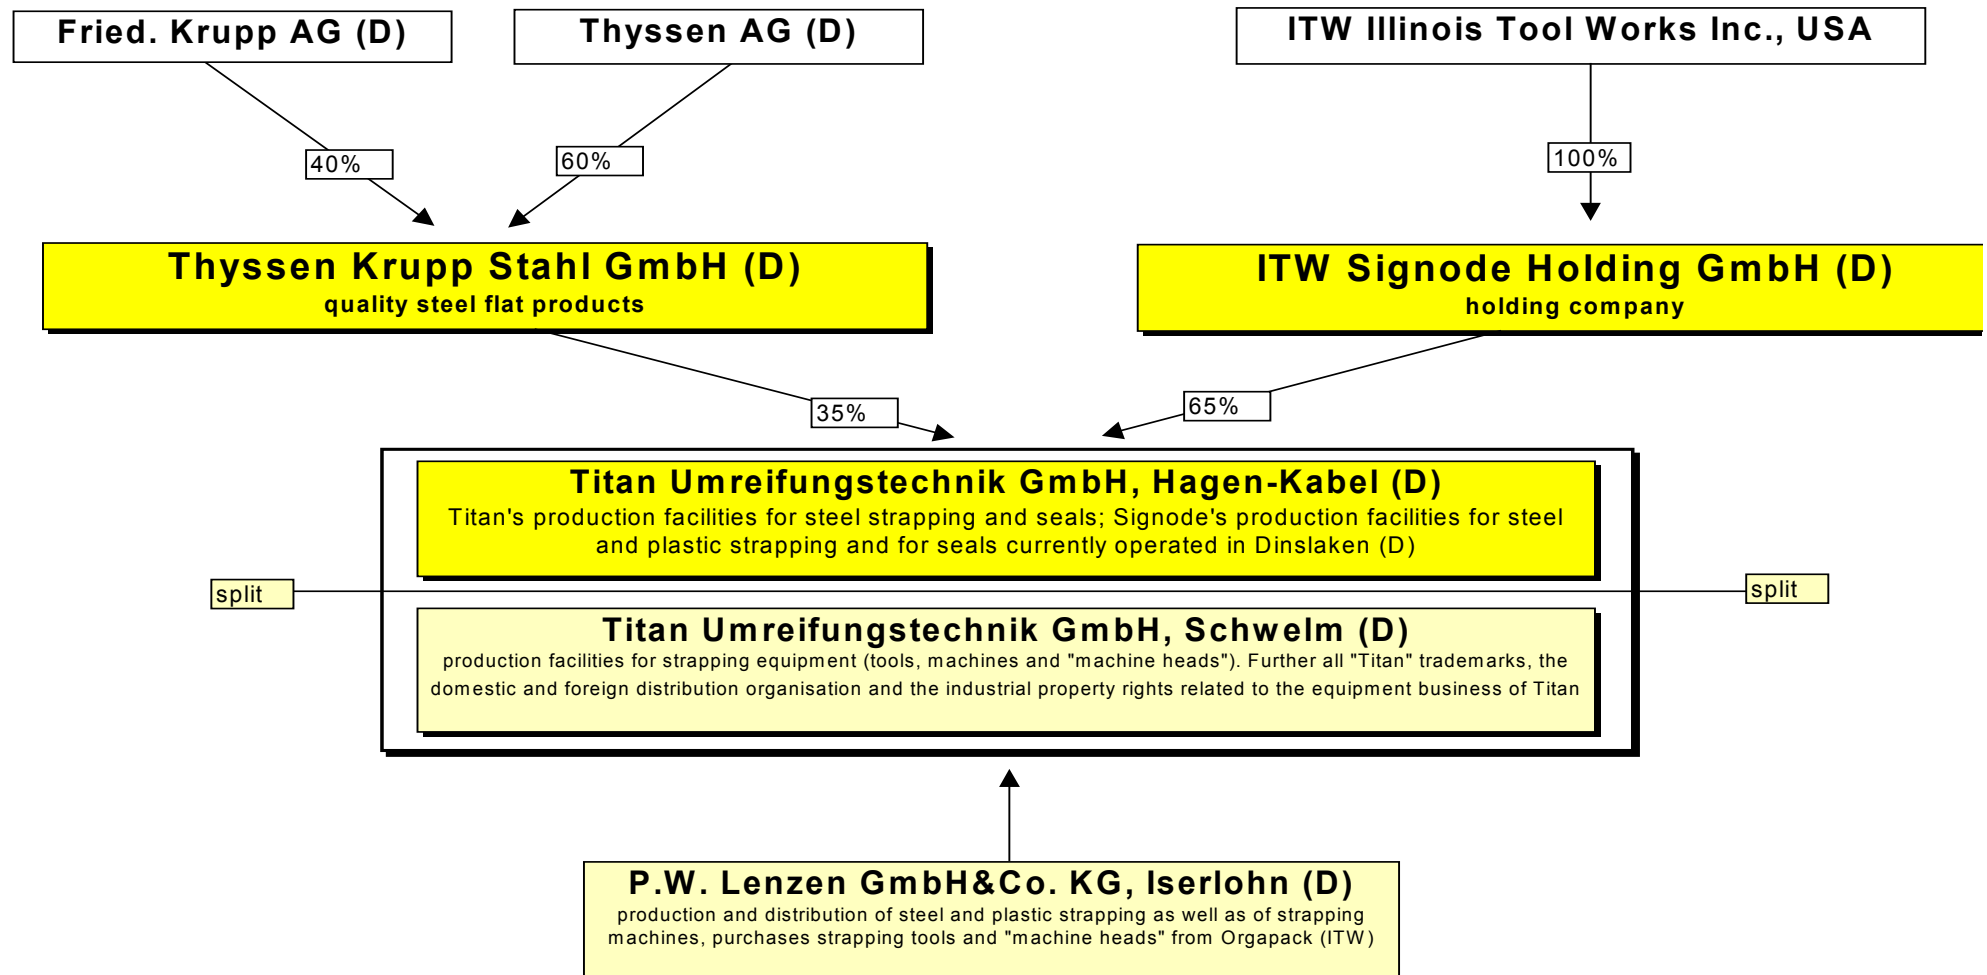 Fried. Krupp AG (D)
Thyssen AG (D)
ITW Illinois Tool Works Inc., USA
40%
60%
100%
Thyssen Krupp Stahl GmbH (D)
quality steel flat products
ITW Signode Holding GmbH (D)
holding company
35%
65%
Titan Umreifungstechnik GmbH, Hagen-Kabel (D)
Titan's production facilities for steel strapping and seals; Signode's production facilities for steel
and plastic strapping and for seals currently operated in Dinslaken (D)
split
split
Titan Umreifungstechnik GmbH, Schwelm (D)
production facilities for strapping equipment (tools, machines and "machine heads"). Further all "Titan" trademarks, the
domestic and foreign distribution organisation and the industrial property rights related to the equipment business of Titan
P.W. Lenzen GmbH&Co. KG, Iserlohn (D)
production and distribution of steel and plastic strapping as well as of strapping
machines, purchases strapping tools and "machine heads" from Orgapack (ITW)